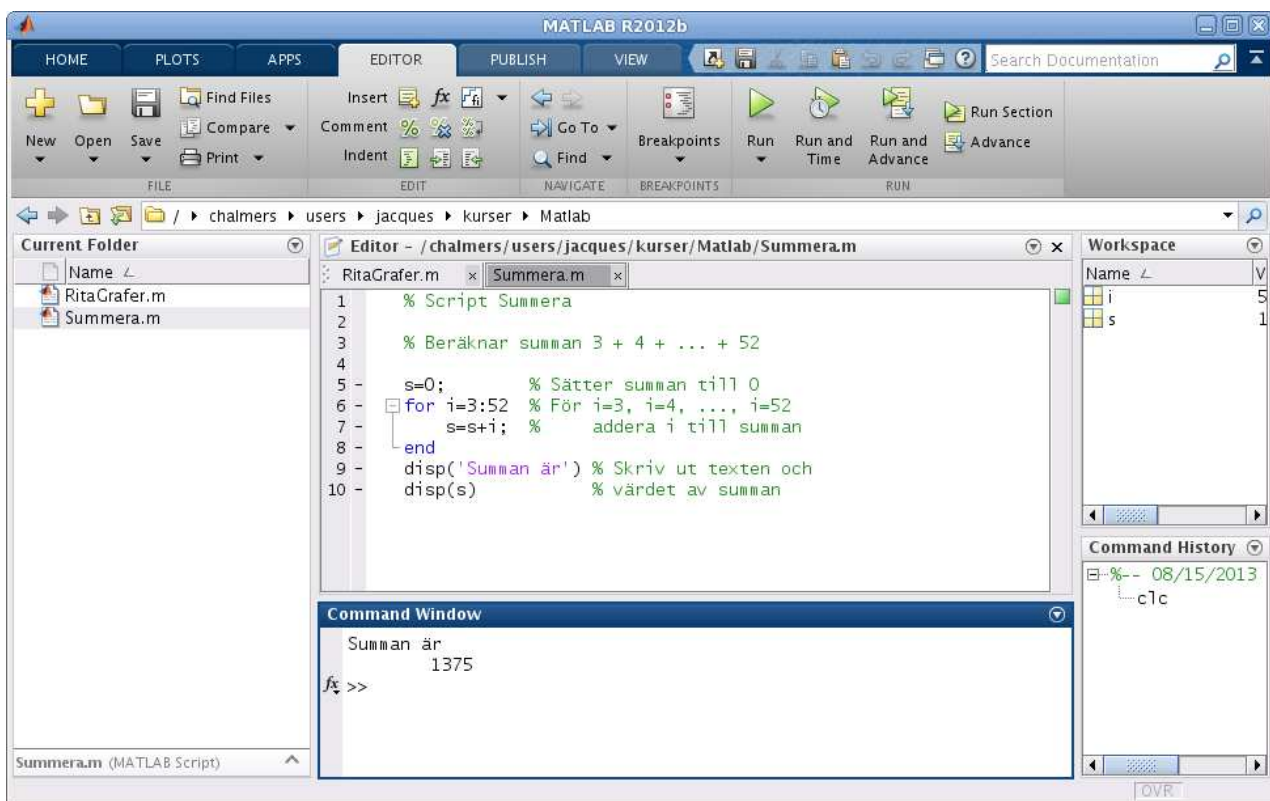 MATLAB R2012b
HOME PLOTS APPS EDITOR PUBLISH VIEW Search Documentation
New Open Save Find Files Compare Print
FILE
Insert fx
Comment %
Indent
EDIT
Go To
Find
NAVIGATE
Breakpoints
BREAKPOINTS
Run Run and Time Run and Advance Run Section Advance
RUN
/ chalmers users jacques kurser Matlab
Current Folder
Name
RitaGrafer.m
Summera.m
Summera.m (MATLAB Script)
Editor - /chalmers/users/jacques/kurser/Matlab/Summera.m
RitaGrafer.m × Summera.m ×
1 % Script Summera
2
3 % Beräknar summan 3 + 4 + ... + 52
4
5 - s=0; % Sätter summan till 0
6 - for i=3:52 % För i=3, i=4, ..., i=52
7 - s=s+i; % addera i till summan
8 - end
9 - disp('Summan är') % Skriv ut texten och
10 - disp(s) % värdet av summan
Command Window
Summan är
1375
fx >>
Workspace
Name V
i 5
s 1
Command History
%-- 08/15/2013
clc
OVR